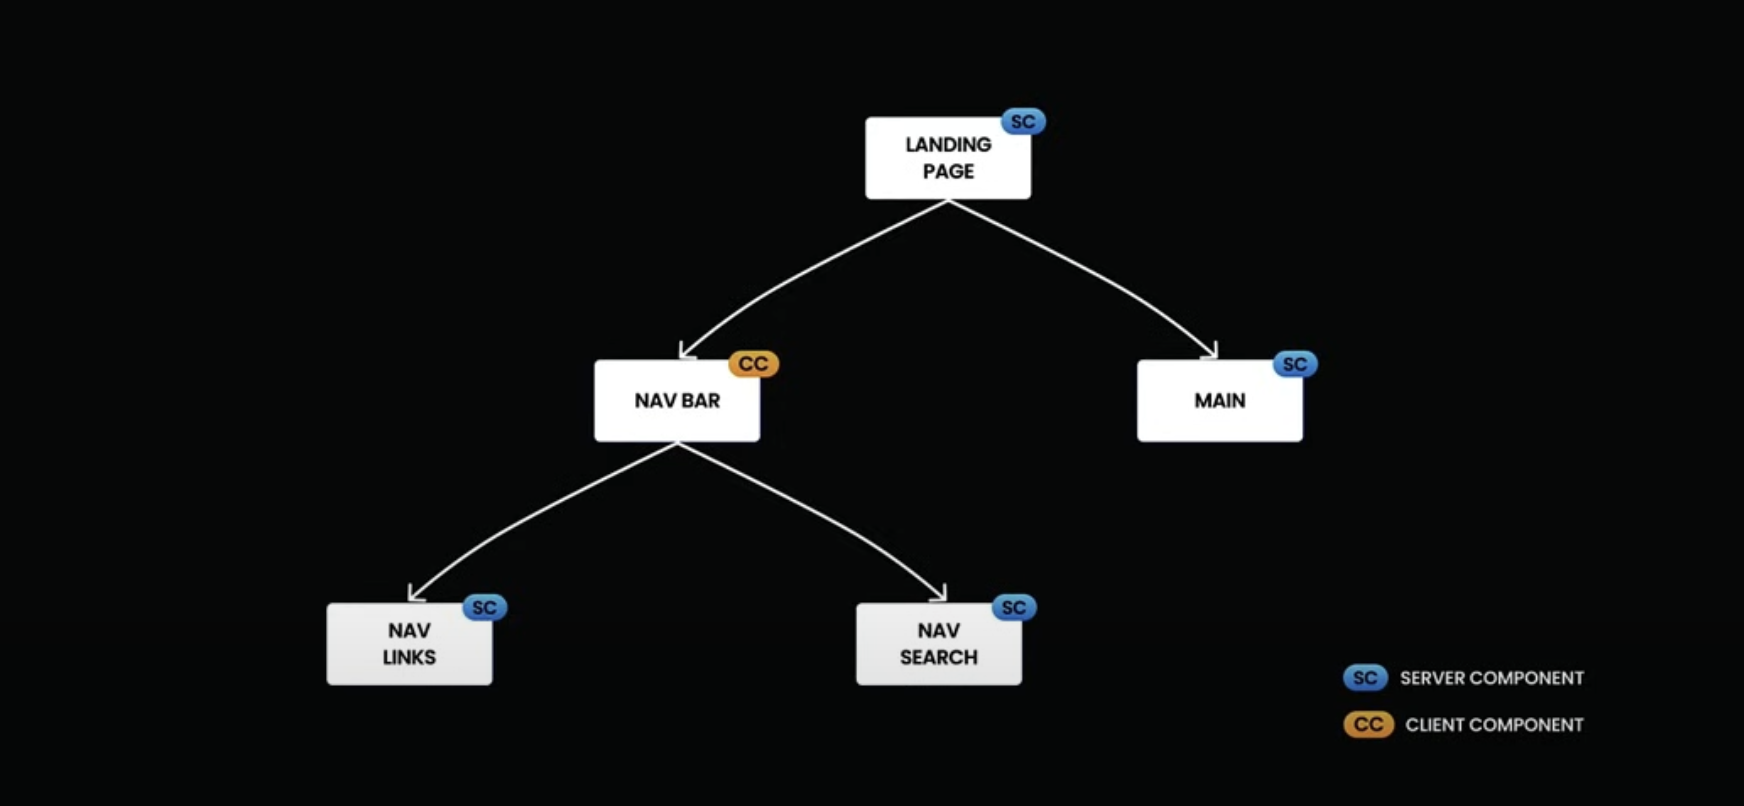 SC
LANDING
PAGE
CC
NAV BAR
SC
MAIN
SC
NAV
LINKS
SC
NAV
SEARCH
SC SERVER COMPONENT
CC CLIENT COMPONENT